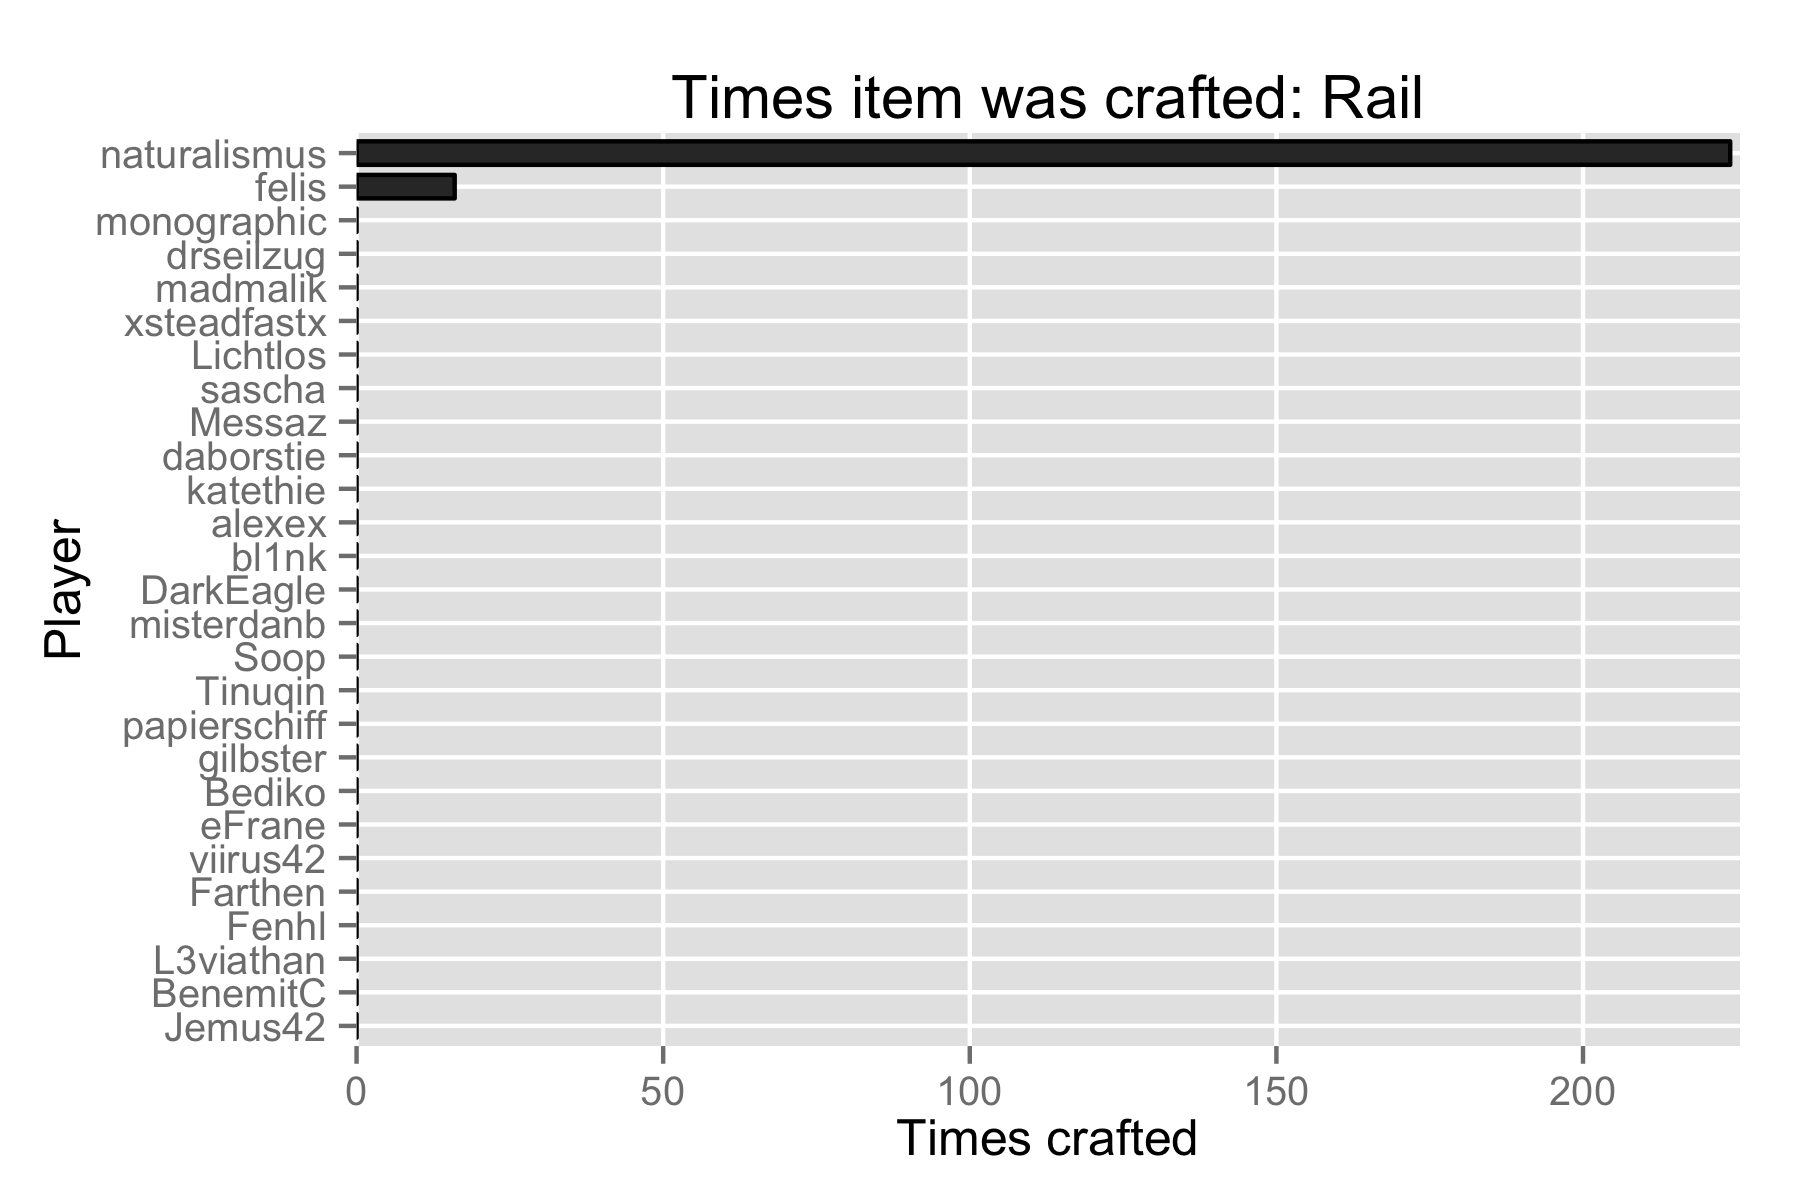 Times item was crafted: Rail
naturalismus
felis
monographic
drseilzug
madmalik
xsteadfastx
Lichtlos
sascha
Messaz
daborstie
katethie
alexex
bl1nk
DarkEagle
misterdanb
Soop
Tinuqin
papierschiff
gilbster
Bediko
eFrane
viirus42
Farthen
Fenhl
L3viathan
BenemitC
Jemus42
Player
0 50 100 150 200
Times crafted